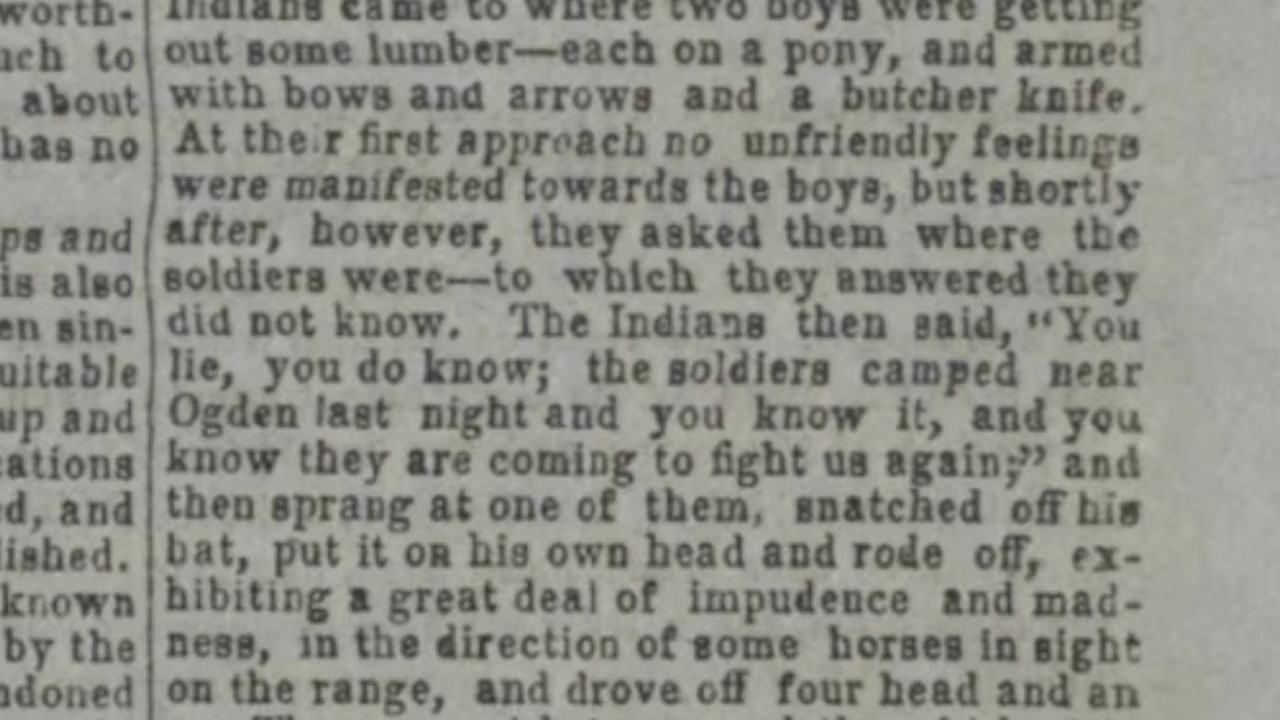 worth-
nch to
about
has no
ps and
is also
en sin-
uitable
up and
cations
d, and
lished.
known
by the
ndoned
Indians came to where two boys were getting
out some lumber—each on a pony, and armed
with bows and arrows and a butcher knife.
At their first approach no unfriendly feelings
were manifested towards the boys, but shortly
after, however, they asked them where the
soldiers were—to which they answered they
did not know. The Indians then said, “You
lie, you do know; the soldiers camped near
Ogden last night and you know it, and you
know they are coming to fight us again;” and
then sprang at one of them, snatched off his
hat, put it on his own head and rode off, ex-
hibiting a great deal of impudence and mad-
ness, in the direction of some horses in sight
on the range, and drove off four head and an